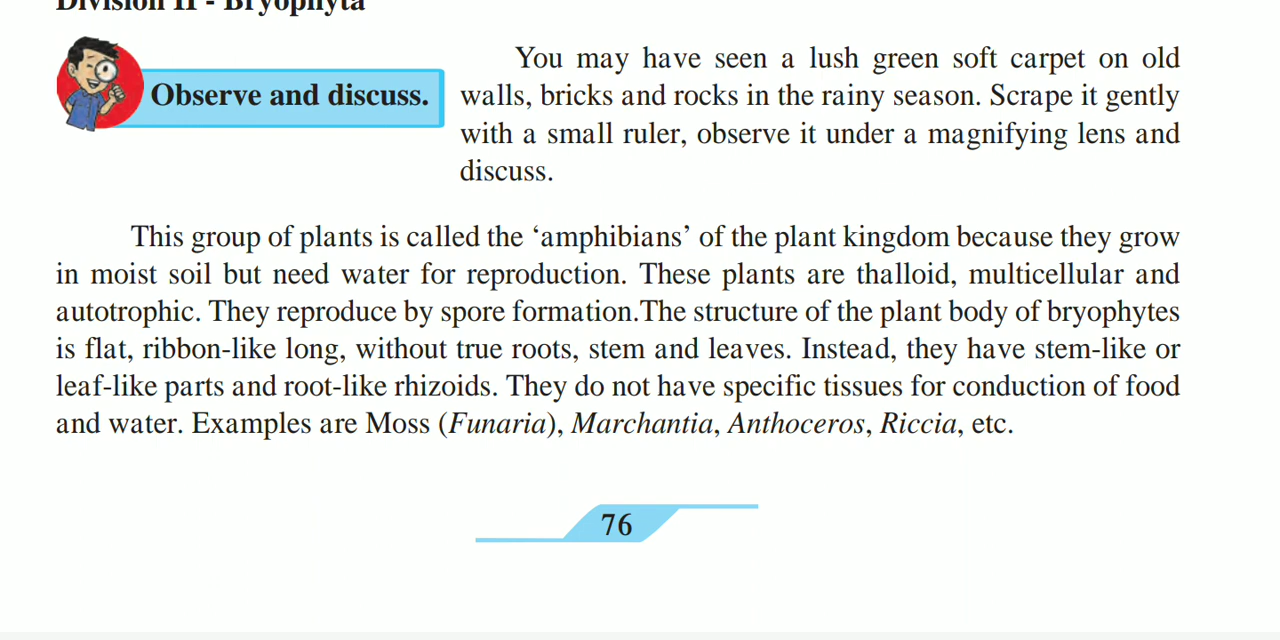 Division II - Bryophyta
Observe and discuss.
You may have seen a lush green soft carpet on old
walls, bricks and rocks in the rainy season. Scrape it gently
with a small ruler, observe it under a magnifying lens and
discuss.
This group of plants is called the ‘amphibians’ of the plant kingdom because they grow
in moist soil but need water for reproduction. These plants are thalloid, multicellular and
autotrophic. They reproduce by spore formation.The structure of the plant body of bryophytes
is flat, ribbon-like long, without true roots, stem and leaves. Instead, they have stem-like or
leaf-like parts and root-like rhizoids. They do not have specific tissues for conduction of food
and water. Examples are Moss (Funaria), Marchantia, Anthoceros, Riccia, etc.
76